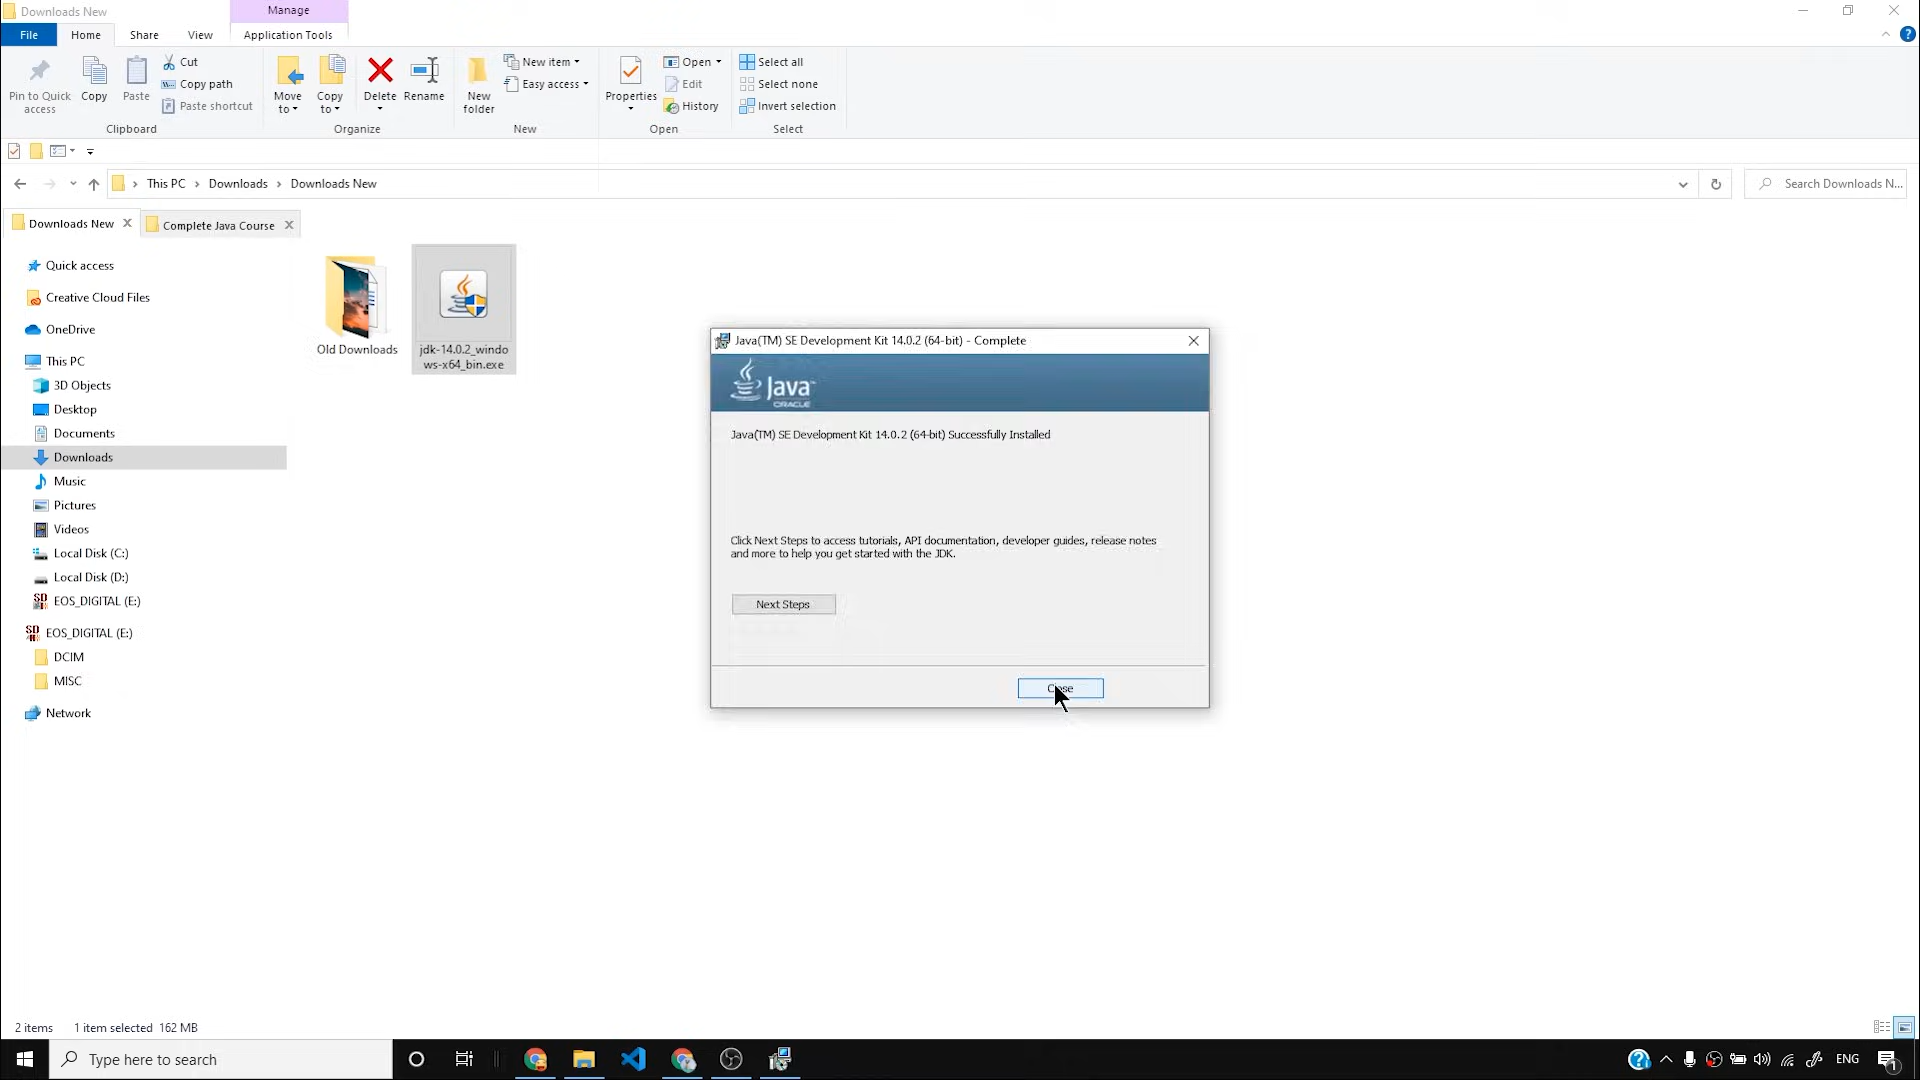 Downloads New
Manage
File
Home
Share
View
Application Tools
Pin to Quick
access
Copy
Paste
Cut
Copy path
Paste shortcut
Clipboard
Move
to
Copy
to
Delete
Rename
Organize
New
folder
New item
Easy access
New
Properties
Open
Edit
History
Open
Select all
Select none
Invert selection
Select
This PC > Downloads > Downloads New
Search Downloads N...
Downloads New
Complete Java Course
Quick access
Creative Cloud Files
OneDrive
This PC
3D Objects
Desktop
Documents
Downloads
Music
Pictures
Videos
Local Disk (C:)
Local Disk (D:)
EOS_DIGITAL (E:)
EOS_DIGITAL (E:)
DCIM
MISC
Network
Old Downloads
jdk-14.0.2_windo
ws-x64_bin.exe
Java(TM) SE Development Kit 14.0.2 (64-bit) - Complete
Java™
ORACLE
Java(TM) SE Development Kit 14.0.2 (64-bit) Successfully Installed
Click Next Steps to access tutorials, API documentation, developer guides, release notes
and more to help you get started with the JDK.
Next Steps
Close
2 items
1 item selected 162 MB
Type here to search
ENG
1